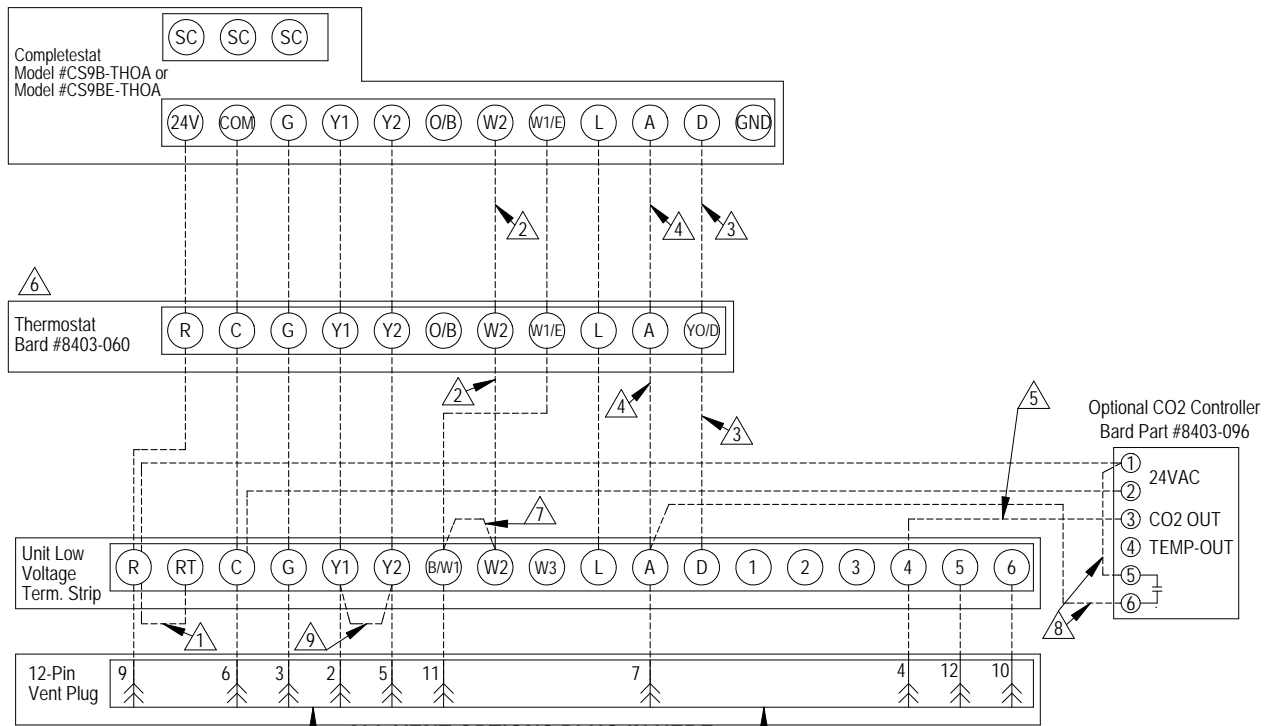 SC SC SC
Completestat
Model #CS9B-THOA or
Model #CS9BE-THOA
24V COM G Y1 Y2 O/B W2 W1/E L A D GND
2 4 3
6
Thermostat
Bard #8403-060
R C G Y1 Y2 O/B W2 W1/E L A YO/D
2 4 3 5
Optional CO2 Controller
Bard Part #8403-096
1 24VAC
2
3 CO2 OUT
4 TEMP-OUT
5
6
7
8
Unit Low
Voltage
Term. Strip
R RT C G Y1 Y2 B/W1 W2 W3 L A D 1 2 3 4 5 6
1 9
12-Pin
Vent Plug
9 6 3 2 5 11 7 4 12 10